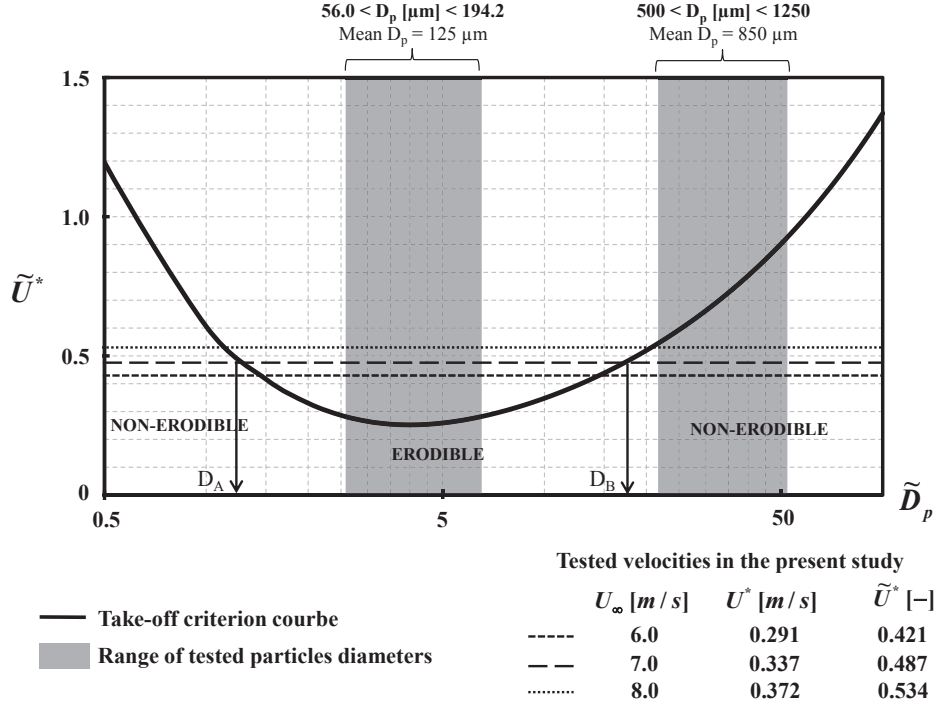 56.0 < Dp [µm] < 194.2
Mean Dp = 125 µm
500 < Dp [µm] < 1250
Mean Dp = 850 µm
1.5
1.0
Ũ*
0.5
NON-ERODIBLE
NON-ERODIBLE
ERODIBLE
DA
DB
0
D̃p
0.5
5
50
Tested velocities in the present study
U∞ [m / s] U* [m / s] Ũ* [–]
Take-off criterion courbe
6.0 0.291 0.421
Range of tested particles diameters
7.0 0.337 0.487
8.0 0.372 0.534